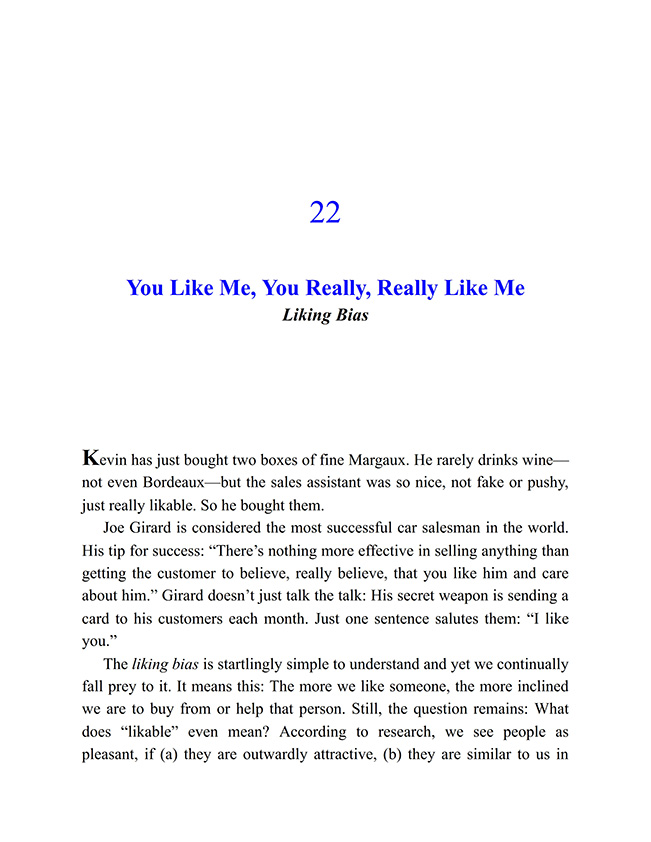 22
You Like Me, You Really, Really Like Me
Liking Bias
Kevin has just bought two boxes of fine Margaux. He rarely drinks wine—
not even Bordeaux—but the sales assistant was so nice, not fake or pushy,
just really likable. So he bought them.
Joe Girard is considered the most successful car salesman in the world.
His tip for success: “There’s nothing more effective in selling anything than
getting the customer to believe, really believe, that you like him and care
about him.” Girard doesn’t just talk the talk: His secret weapon is sending a
card to his customers each month. Just one sentence salutes them: “I like
you.”
The liking bias is startlingly simple to understand and yet we continually
fall prey to it. It means this: The more we like someone, the more inclined
we are to buy from or help that person. Still, the question remains: What
does “likable” even mean? According to research, we see people as
pleasant, if (a) they are outwardly attractive, (b) they are similar to us in